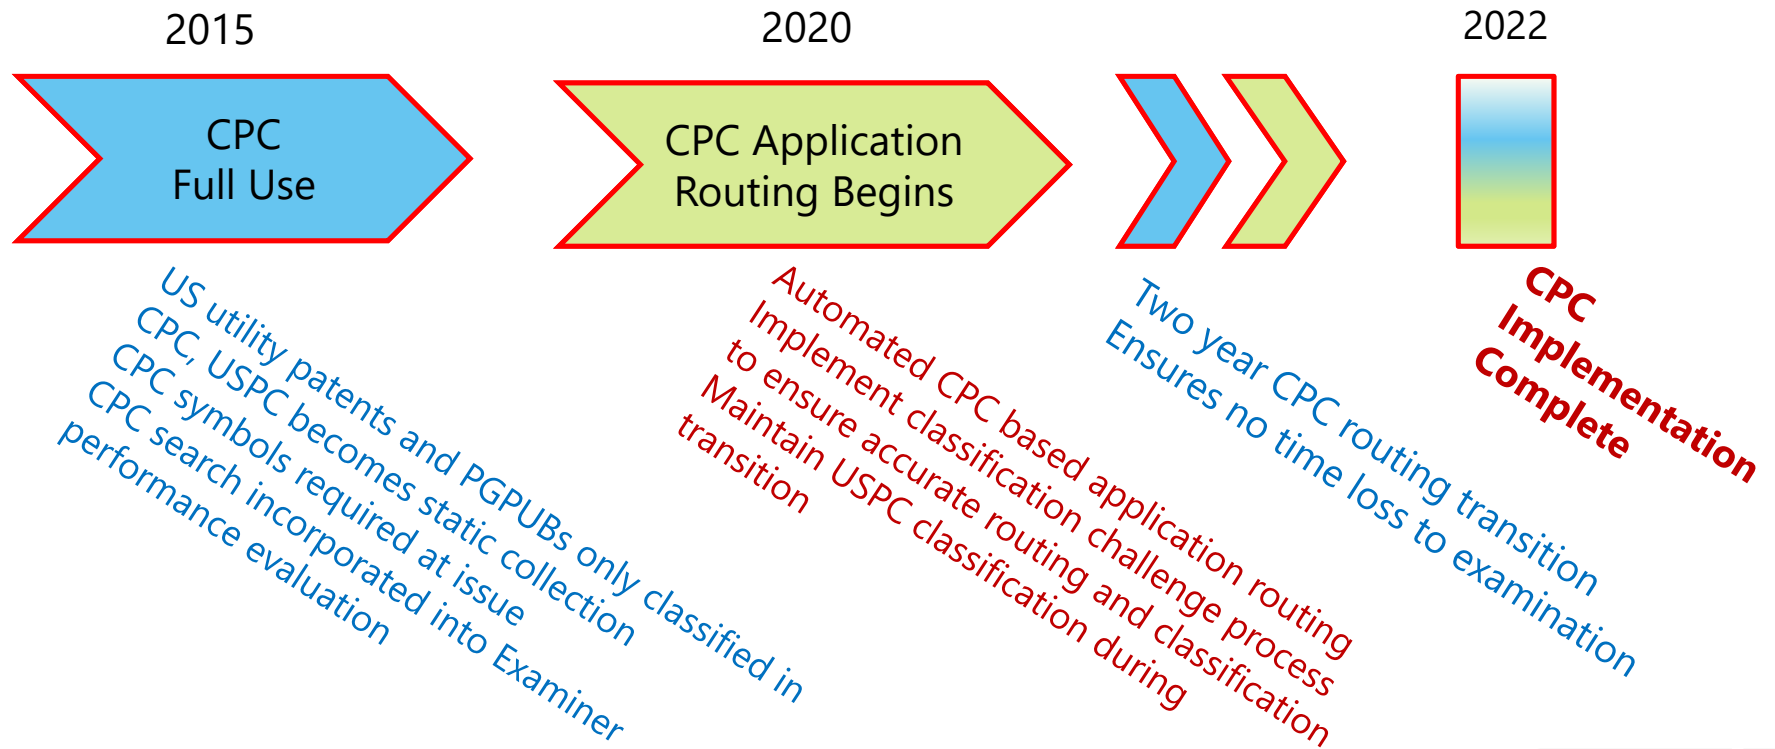 2015
2020
2022
CPC
Full Use
CPC Application
Routing Begins
US utility patents and PGPUBs only classified in
CPC, USPC becomes static collection
CPC symbols required at issue
CPC search incorporated into Examiner
performance evaluation
Automated CPC based application routing
Implement classification challenge process
to ensure accurate routing and classification
Maintain USPC classification during
transition
Two year CPC routing transition
Ensures no time loss to examination
CPC
Implementation
Complete